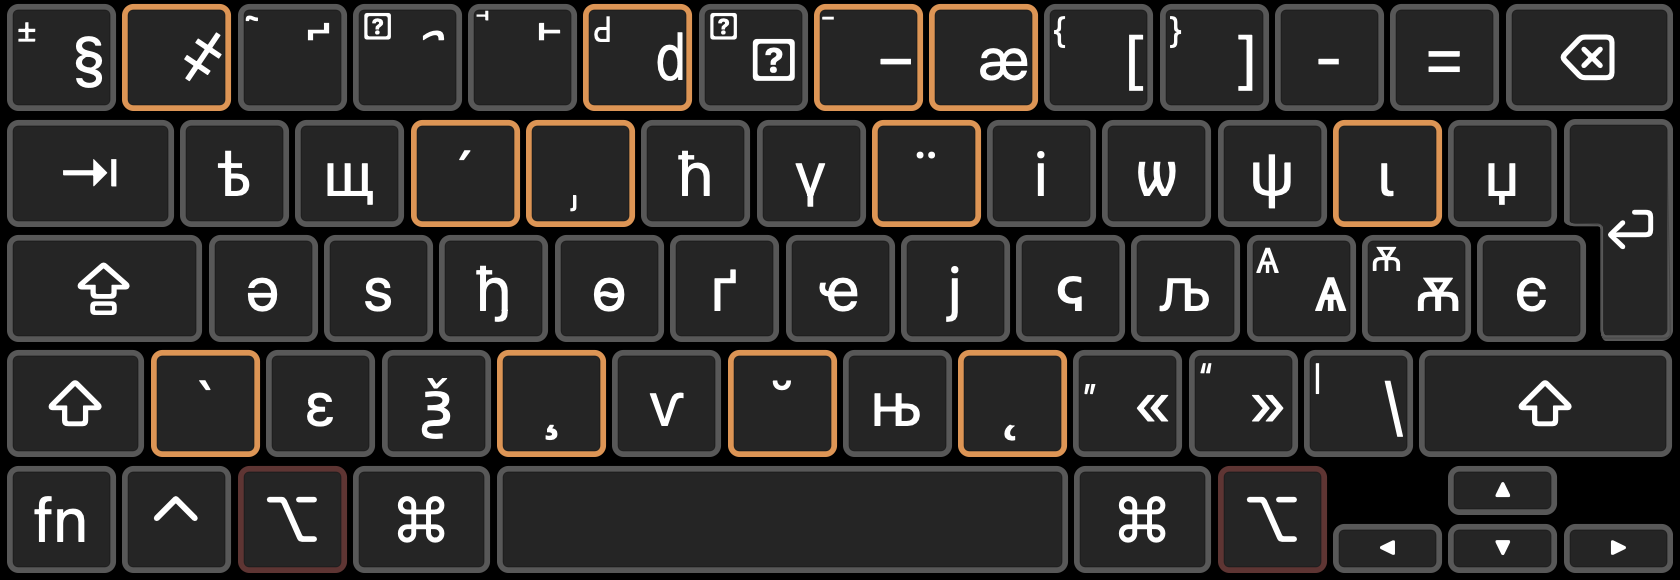 ± § ̃ d d – — æ { [ } ] - =
ѣ щ ´ ħ γ ¨ і ѡ ψ ι џ
ә ѕ ђ ѳ ґ ҽ ј ҁ љ Ѧ ѧ Ѫ ѫ є
` ɛ ѯ ¸ ѵ ˘ њ " « “ » | \
fn ⌥ ⌘ ⌘ ⌥